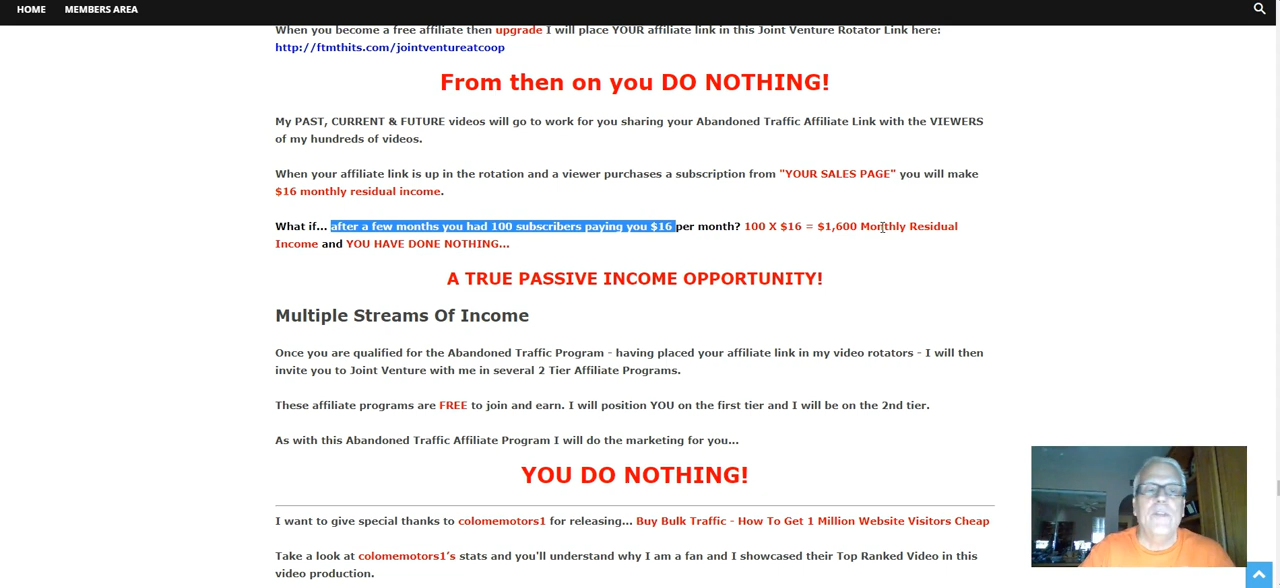 HOME MEMBERS AREA
When you become a free affiliate then upgrade I will place YOUR affiliate link in this Joint Venture Rotator Link here:
http://ftmthits.com/jointventureatcoop
From then on you DO NOTHING!
My PAST, CURRENT & FUTURE videos will go to work for you sharing your Abandoned Traffic Affiliate Link with the VIEWERS
of my hundreds of videos.
When your affiliate link is up in the rotation and a viewer purchases a subscription from "YOUR SALES PAGE" you will make
$16 monthly residual income.
What if... after a few months you had 100 subscribers paying you $16 per month? 100 X $16 = $1,600 Monthly Residual
Income and YOU HAVE DONE NOTHING...
A TRUE PASSIVE INCOME OPPORTUNITY!
Multiple Streams Of Income
Once you are qualified for the Abandoned Traffic Program - having placed your affiliate link in my video rotators - I will then
invite you to Joint Venture with me in several 2 Tier Affiliate Programs.
These affiliate programs are FREE to join and earn. I will position YOU on the first tier and I will be on the 2nd tier.
As with this Abandoned Traffic Affiliate Program I will do the marketing for you...
YOU DO NOTHING!
I want to give special thanks to colomemotors1 for releasing... Buy Bulk Traffic - How To Get 1 Million Website Visitors Cheap
Take a look at colomemotors1's stats and you'll understand why I am a fan and I showcased their Top Ranked Video in this
video production.